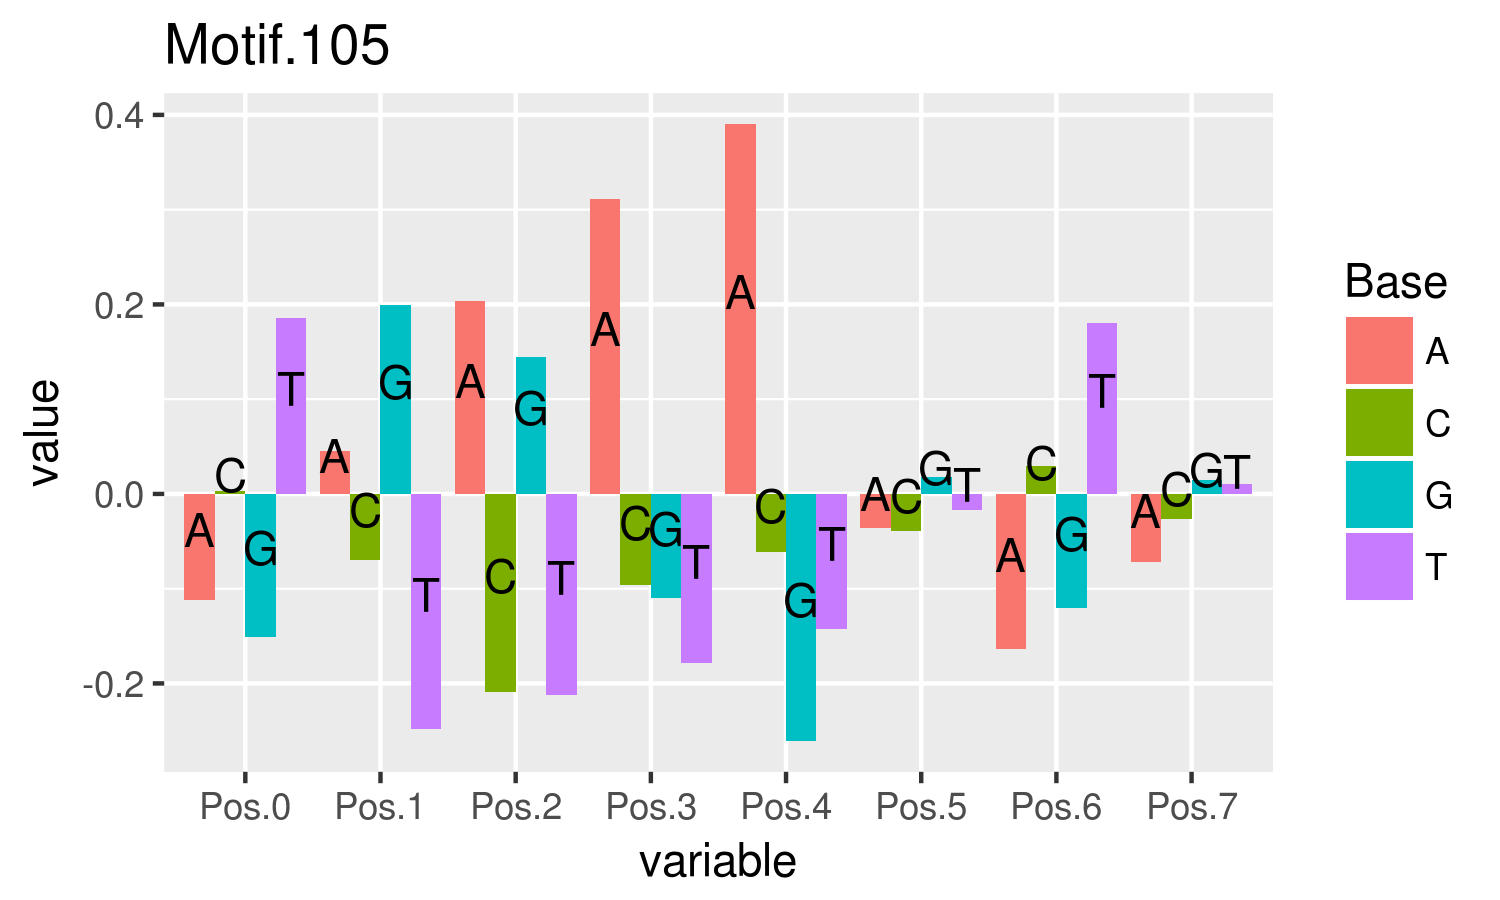 Motif.105
0.4
0.2
0.0
-0.2
value
A C G T
A C G T
A C G T
A C G T
A C G T
A C G T
A C G T
A C G T
Pos.0 Pos.1 Pos.2 Pos.3 Pos.4 Pos.5 Pos.6 Pos.7
variable
Base
A
C
G
T